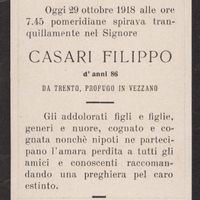 Oggi 29 ottobre 1918 alle ore
7.45 pomeridiane spirava tran-
quillamente nel Signore
CASARI FILIPPO
d'anni 86
DA TRENTO, PROFUGO IN VEZZANO
Gli addolorati figli e figlie,
generi e nuore, cognato e co-
gnata nonchè nipoti ne parteci-
pano l'amara perdita a tutti gli
amici e conoscenti raccoman-
dando una preghiera pel caro
estinto.